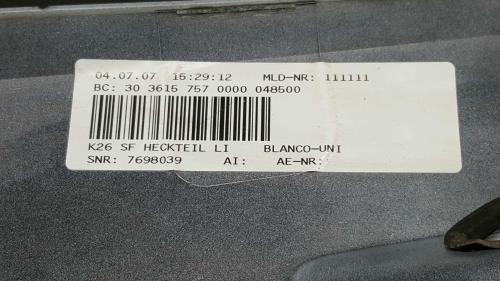 04.07.07 15:29:12 MLD-NR: 111111
BC: 30 3615 757 0000 048500
K26 SF HECKTEIL LI BLANCO-UNI
SNR: 7698039 AI: AE-NR: